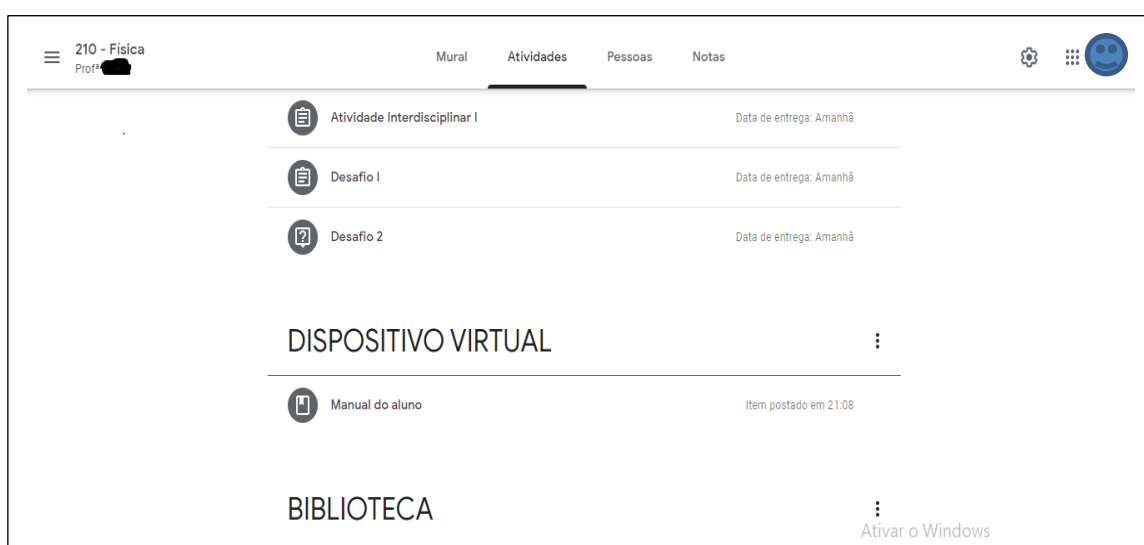 210 - Física
Profª
Mural Atividades Pessoas Notas
Atividade Interdisciplinar I Data de entrega: Amanhã
Desafio I Data de entrega: Amanhã
Desafio 2 Data de entrega: Amanhã
DISPOSITIVO VIRTUAL
Manual do aluno Item postado em 21:08
BIBLIOTECA
Ativar o Windows